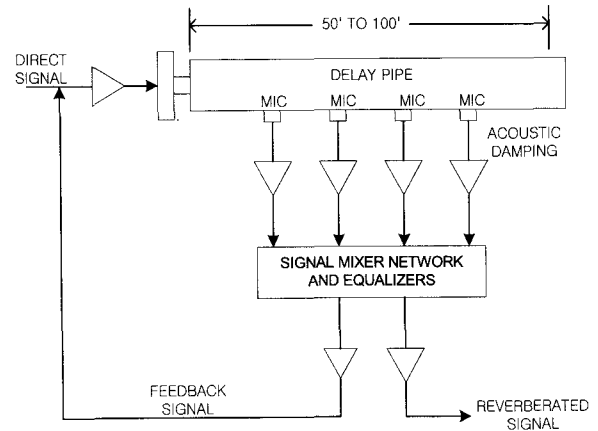 50' TO 100'
DIRECT
SIGNAL
DELAY PIPE
MIC MIC MIC MIC
ACOUSTIC
DAMPING
SIGNAL MIXER NETWORK
AND EQUALIZERS
FEEDBACK
SIGNAL
REVERBERATED
SIGNAL